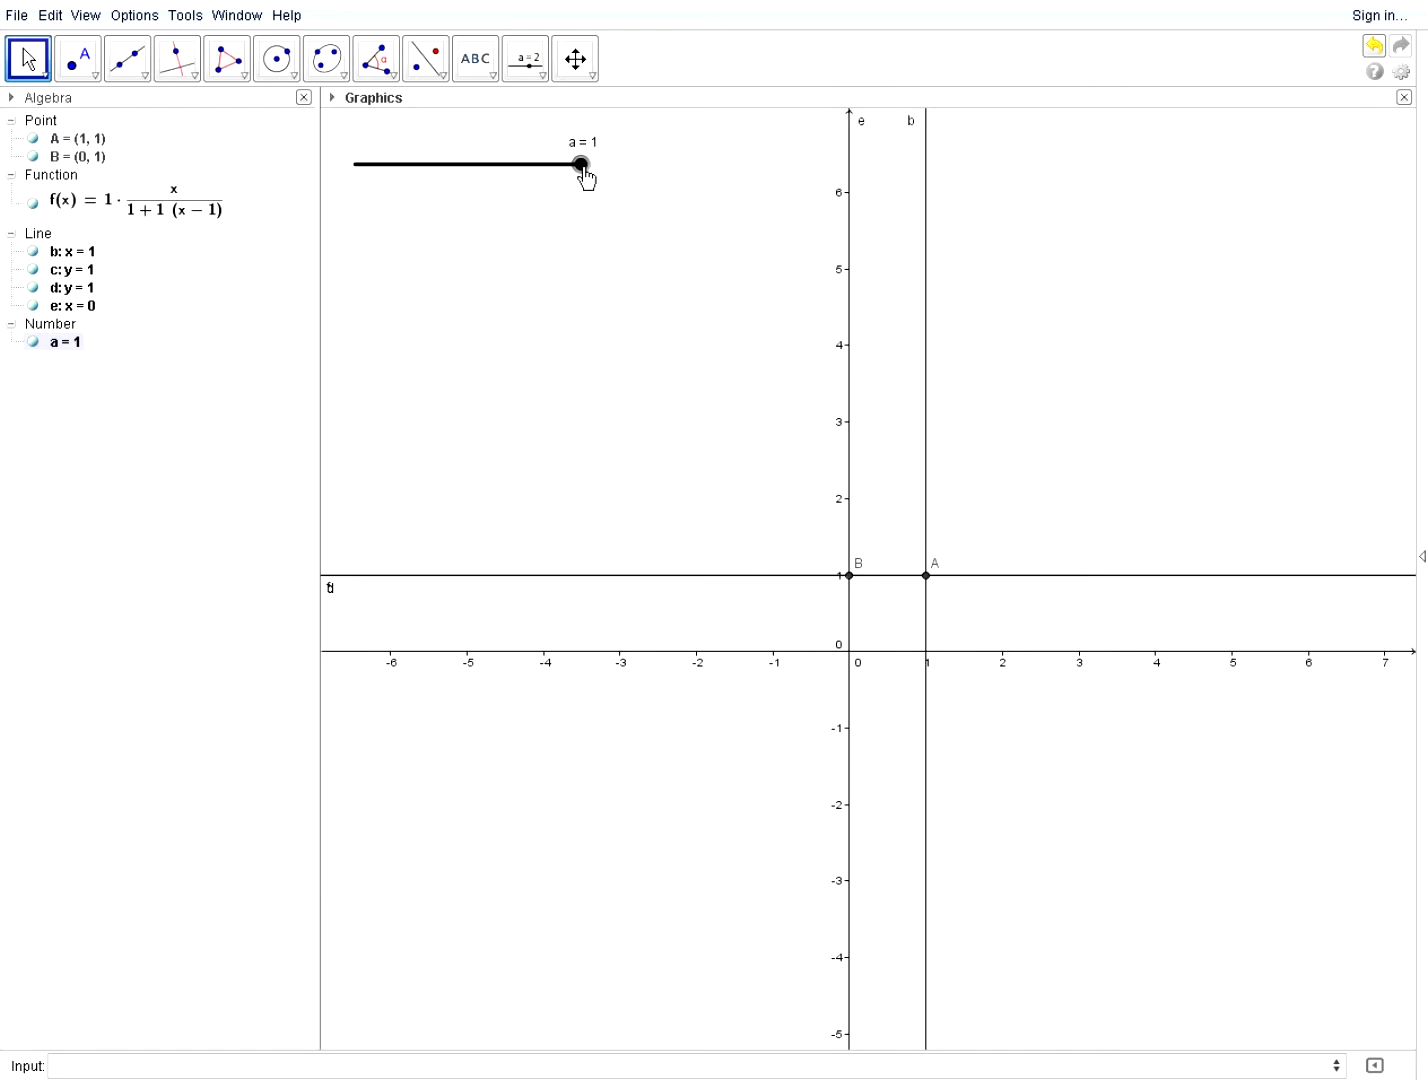 File Edit View Options Tools Window Help Sign in...
A α ABC a = 2
Algebra
Graphics
Point
A = (1, 1)
B = (0, 1)
Function
f(x) = 1 · x / (1 + 1 (x − 1))
Line
b: x = 1
c: y = 1
d: y = 1
e: x = 0
Number
a = 1
a = 1
e b
6
5
4
3
2
B A
1
0
-6 -5 -4 -3 -2 -1 0 1 2 3 4 5 6 7
-1
-2
-3
-4
-5
Input: